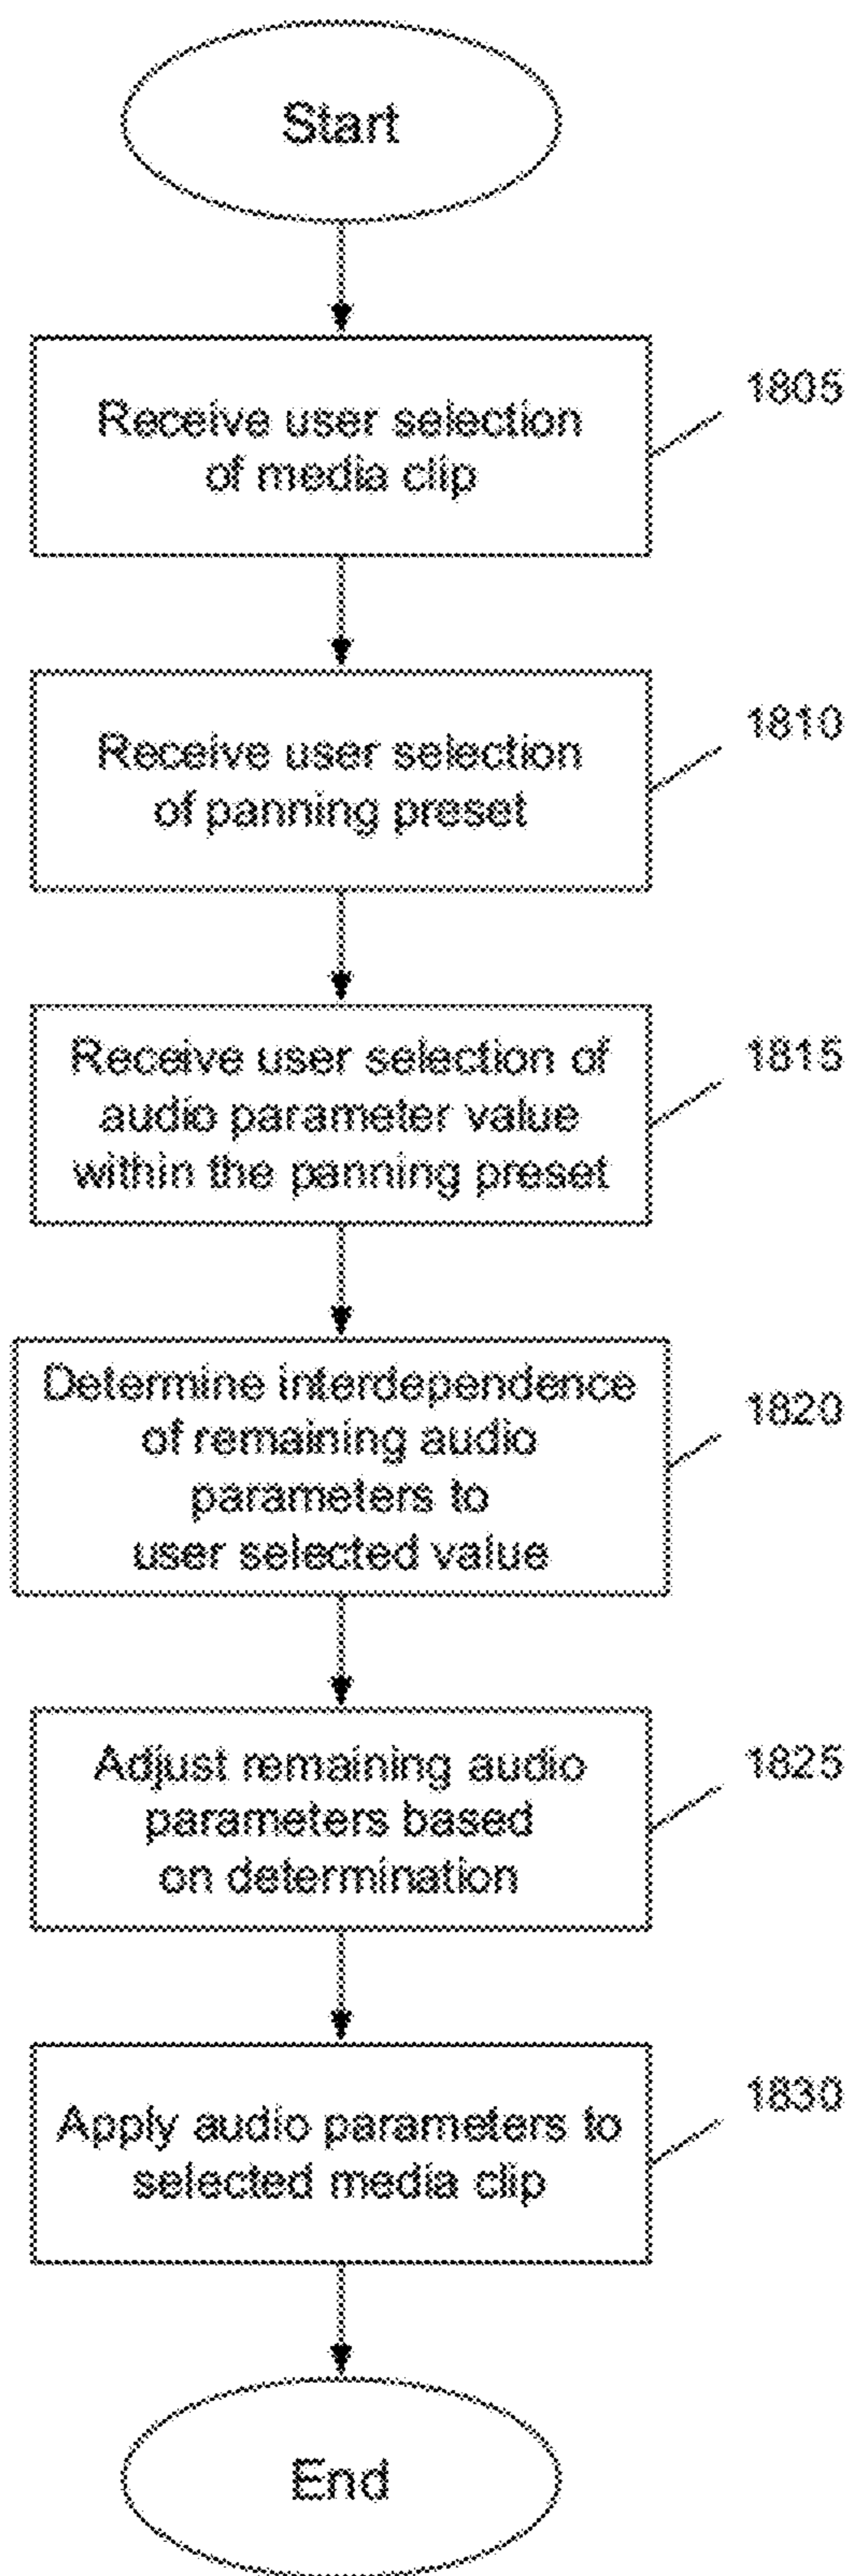 Start
Receive user selection
of media clip
1805
Receive user selection
of panning preset
1810
Receive user selection of
audio parameter value
within the panning preset
1815
Determine interdependence
of remaining audio
parameters to
user selected value
1820
Adjust remaining audio
parameters based
on determination
1825
Apply audio parameters to
selected media clip
1830
End